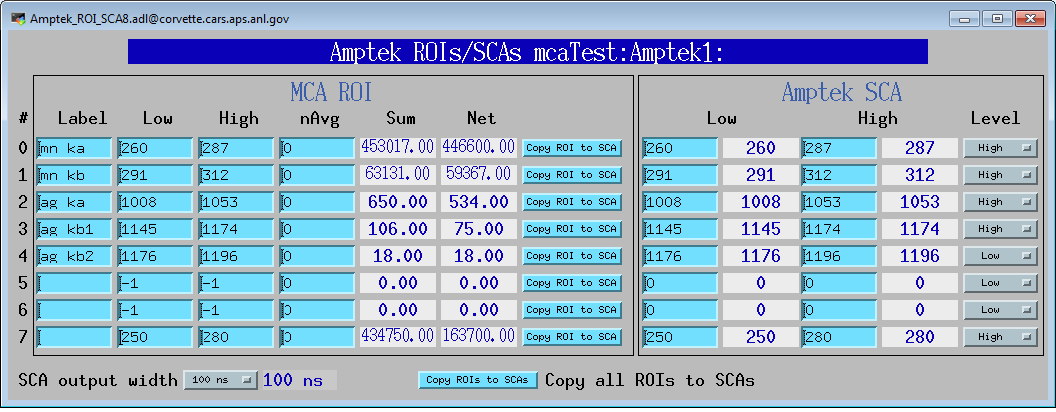 Amptek_ROI_SCA8.adl@corvette.cars.aps.anl.gov
Amptek ROIs/SCAs mcaTest:Amptek1:
MCA ROI Amptek SCA
# Label Low High nAvg Sum Net Low High Level
0 mn ka 260 287 0 453017.00 446600.00 Copy ROI to SCA 260 260 287 287 High
1 mn kb 291 312 0 63131.00 59367.00 Copy ROI to SCA 291 291 312 312 High
2 ag ka 1008 1053 0 650.00 534.00 Copy ROI to SCA 1008 1008 1053 1053 High
3 ag kb1 1145 1174 0 106.00 75.00 Copy ROI to SCA 1145 1145 1174 1174 High
4 ag kb2 1176 1196 0 18.00 18.00 Copy ROI to SCA 1176 1176 1196 1196 Low
5 -1 -1 0 0.00 0.00 Copy ROI to SCA 0 0 0 0 Low
6 -1 -1 0 0.00 0.00 Copy ROI to SCA 0 0 0 0 Low
7 250 280 0 434750.00 163700.00 Copy ROI to SCA 250 250 280 280 High
SCA output width 100 ns 100 ns Copy ROIs to SCAs Copy all ROIs to SCAs